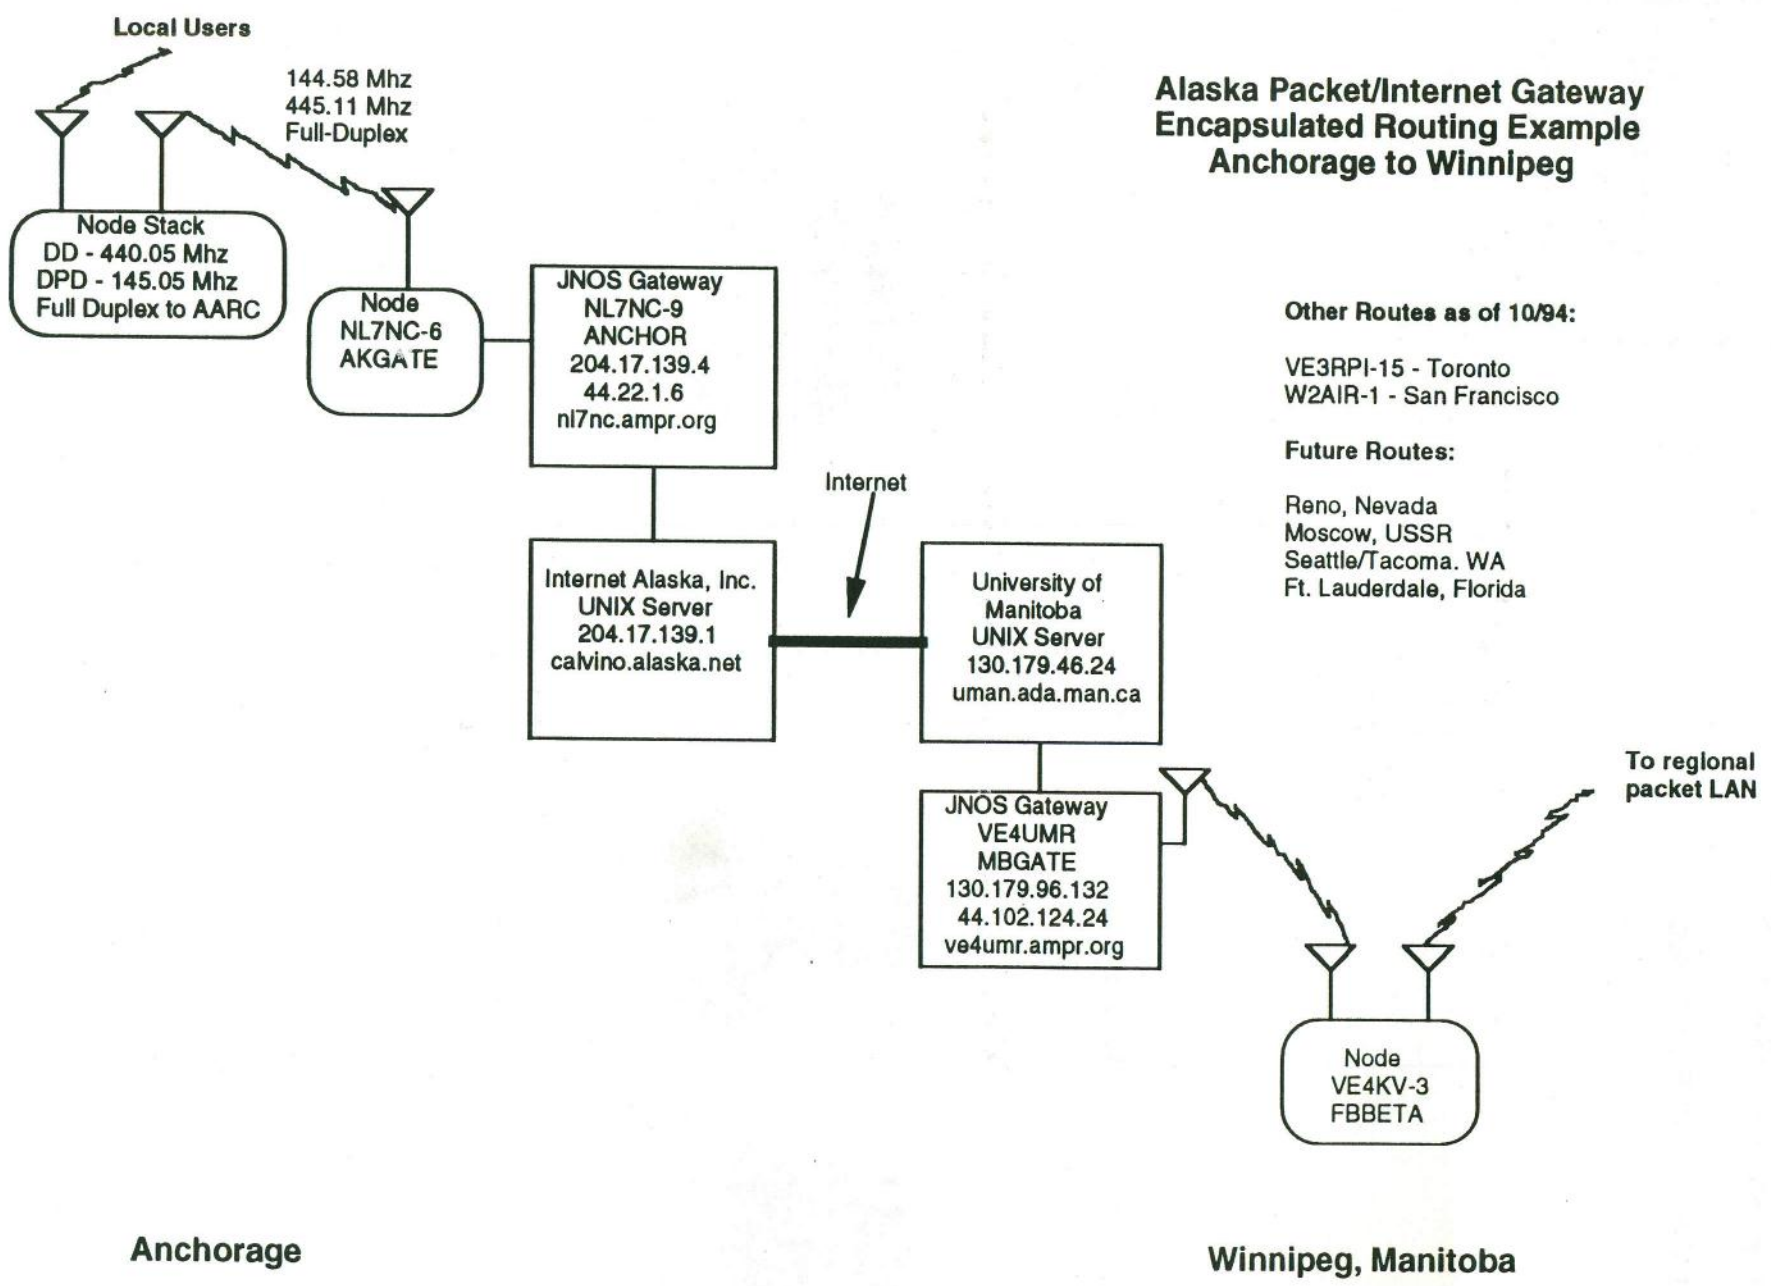 Local Users
144.58 Mhz
445.11 Mhz
Full-Duplex
Alaska Packet/Internet Gateway
Encapsulated Routing Example
Anchorage to Winnipeg
Node Stack
DD - 440.05 Mhz
DPD - 145.05 Mhz
Full Duplex to AARC
Node
NL7NC-6
AKGATE
JNOS Gateway
NL7NC-9
ANCHOR
204.17.139.4
44.22.1.6
nl7nc.ampr.org
Other Routes as of 10/94:
VE3RPI-15 - Toronto
W2AIR-1 - San Francisco
Future Routes:
Reno, Nevada
Moscow, USSR
Seattle/Tacoma. WA
Ft. Lauderdale, Florida
Internet
Internet Alaska, Inc.
UNIX Server
204.17.139.1
calvino.alaska.net
University of
Manitoba
UNIX Server
130.179.46.24
uman.ada.man.ca
JNOS Gateway
VE4UMR
MBGATE
130.179.96.132
44.102.124.24
ve4umr.ampr.org
To regional
packet LAN
Node
VE4KV-3
FBBETA
Anchorage
Winnipeg, Manitoba